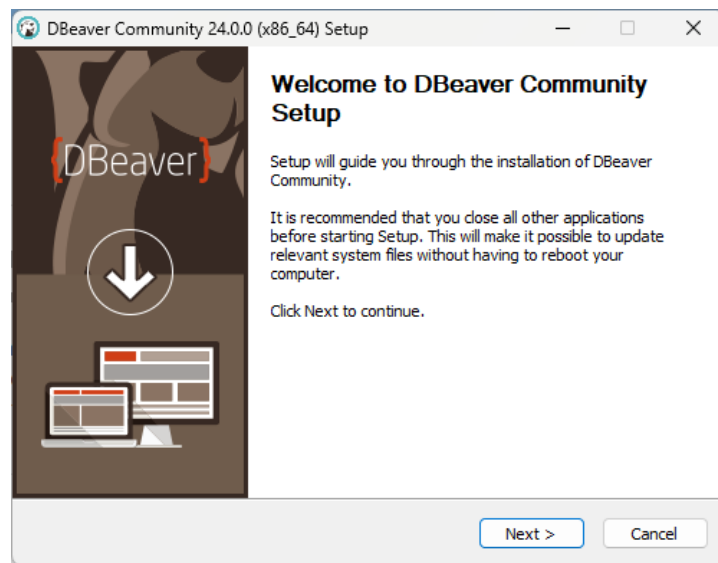 DBeaver Community 24.0.0 (x86_64) Setup
{DBeaver}
Welcome to DBeaver Community
Setup
Setup will guide you through the installation of DBeaver
Community.
It is recommended that you close all other applications
before starting Setup. This will make it possible to update
relevant system files without having to reboot your
computer.
Click Next to continue.
Next >
Cancel